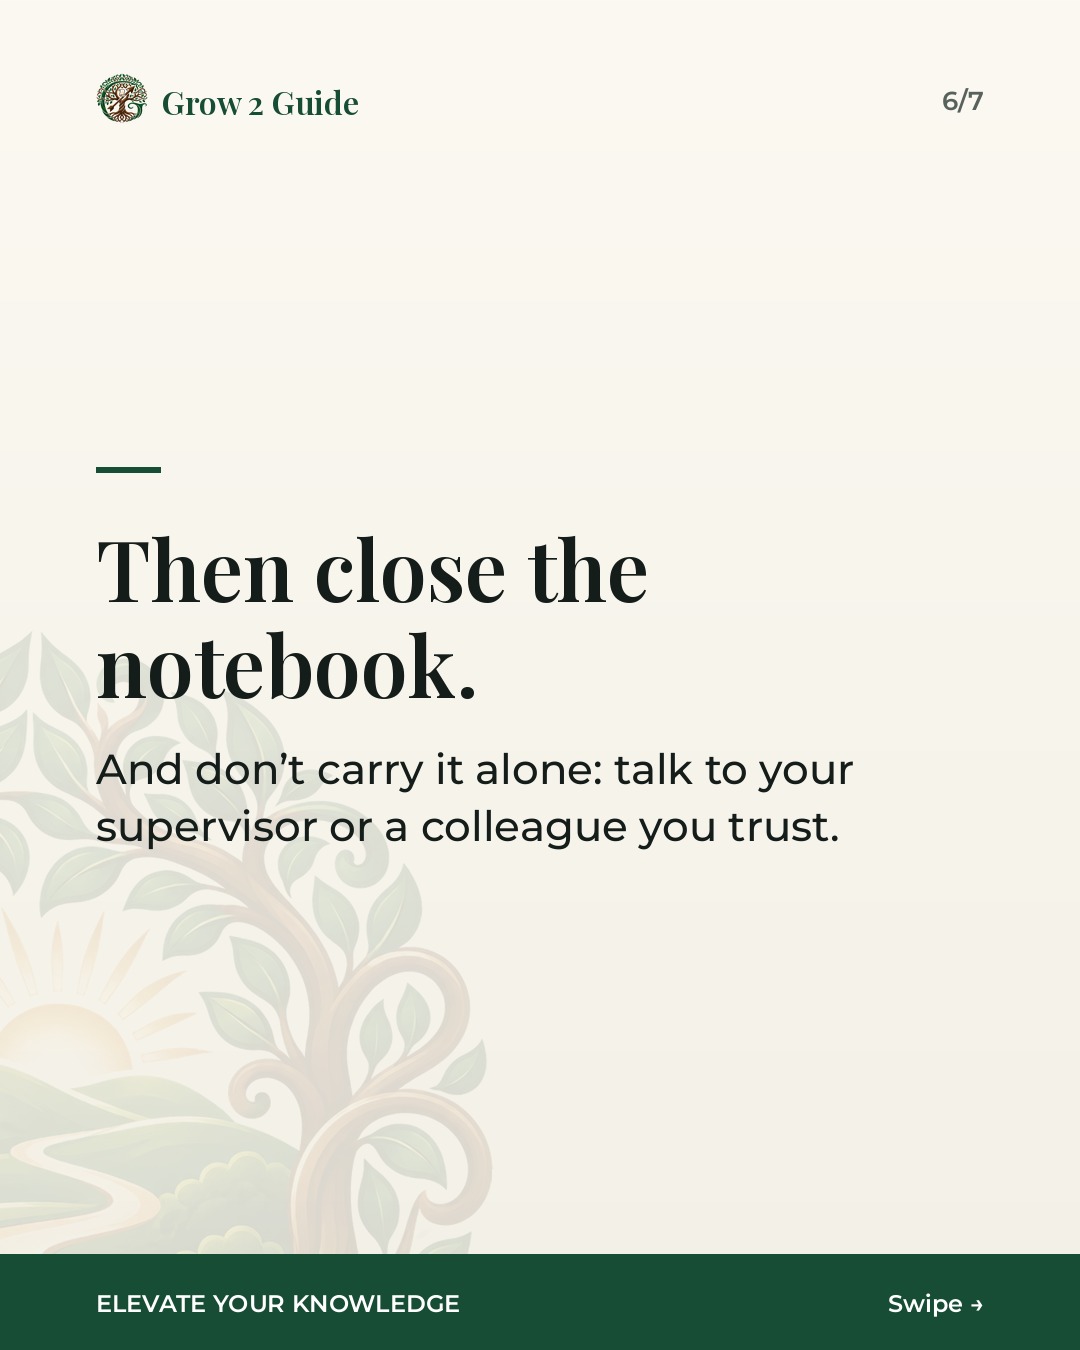 Grow 2 Guide
6/7
Then close the
notebook.
And don’t carry it alone: talk to your
supervisor or a colleague you trust.
ELEVATE YOUR KNOWLEDGE
Swipe →